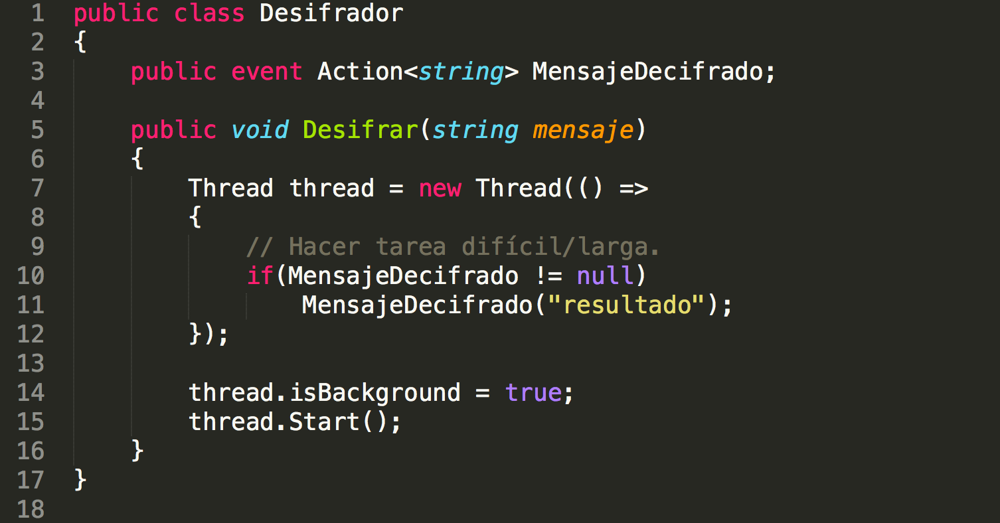 1 public class Desifrador
2 {
3     public event Action<string> MensajeDecifrado;
4
5     public void Desifrar(string mensaje)
6     {
7         Thread thread = new Thread(() =>
8         {
9             // Hacer tarea difícil/larga.
10             if(MensajeDecifrado != null)
11                 MensajeDecifrado("resultado");
12         });
13
14         thread.isBackground = true;
15         thread.Start();
16     }
17 }
18